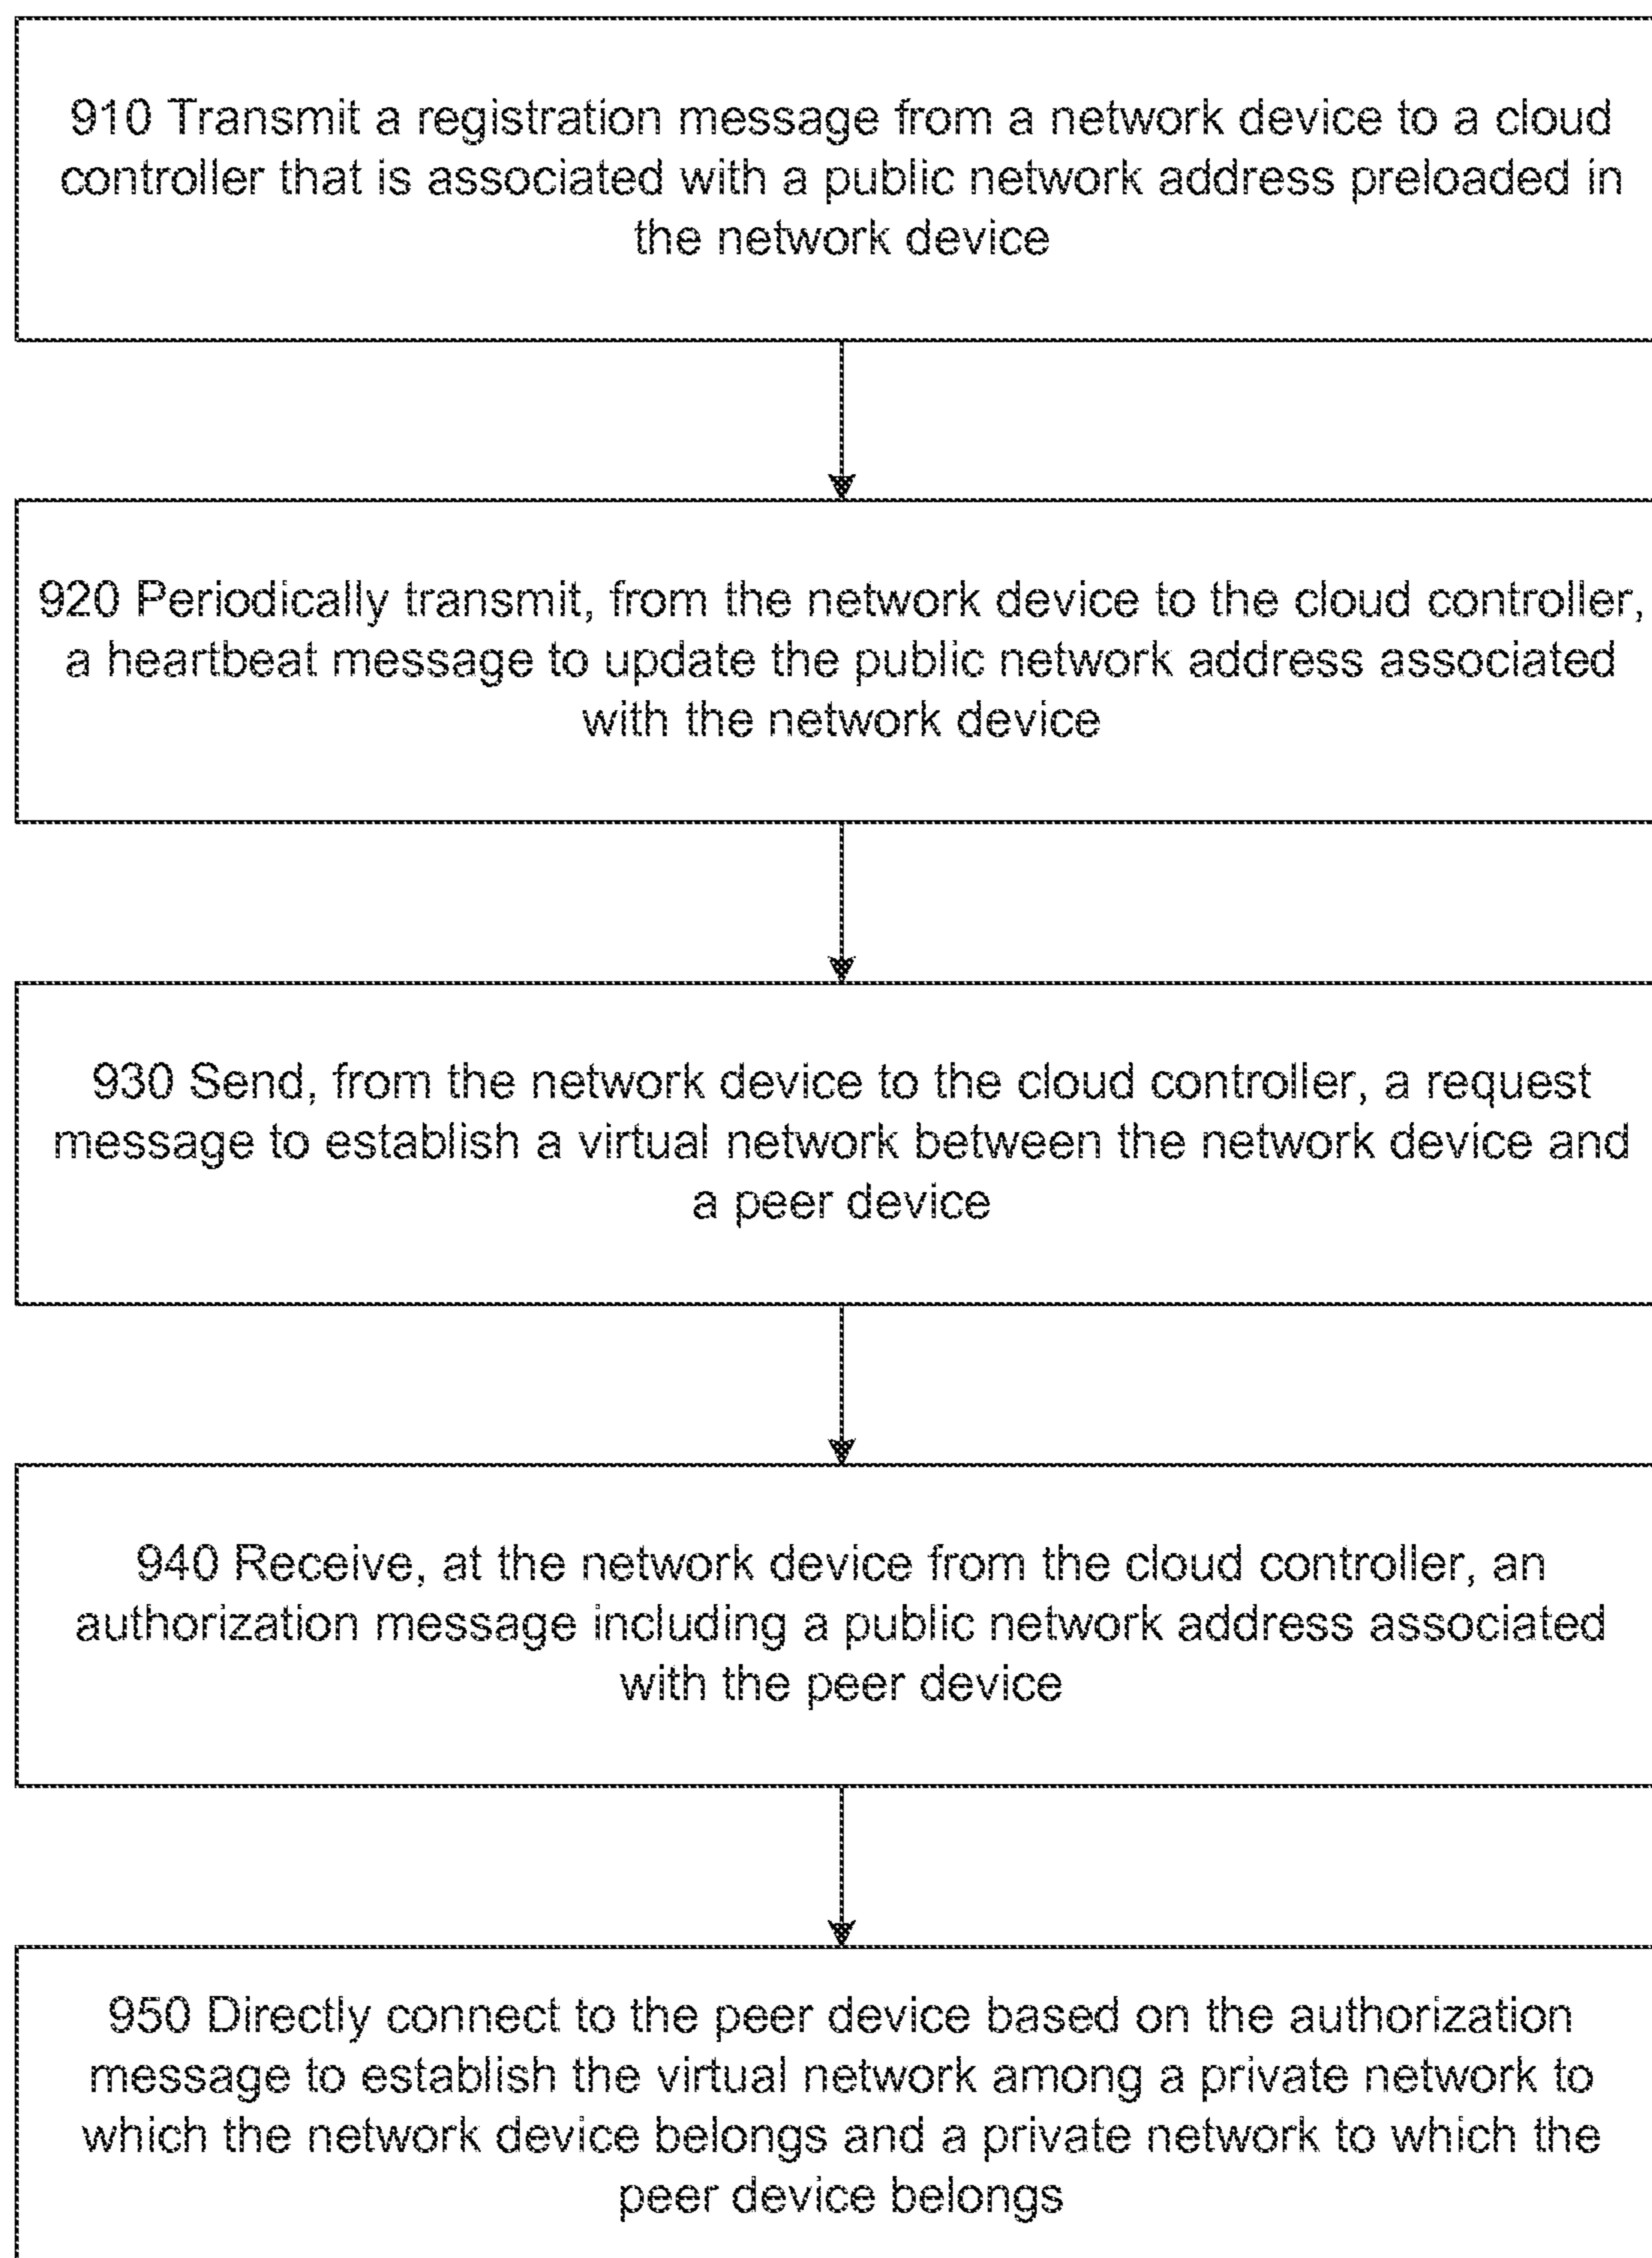 910 Transmit a registration message from a network device to a cloud
controller that is associated with a public network address preloaded in
the network device
920 Periodically transmit, from the network device to the cloud controller,
a heartbeat message to update the public network address associated
with the network device
930 Send, from the network device to the cloud controller, a request
message to establish a virtual network between the network device and
a peer device
940 Receive, at the network device from the cloud controller, an
authorization message including a public network address associated
with the peer device
950 Directly connect to the peer device based on the authorization
message to establish the virtual network among a private network to
which the network device belongs and a private network to which the
peer device belongs